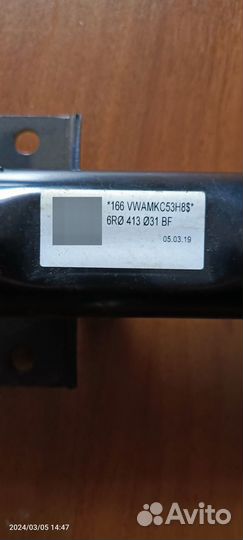 *166 VWAMKC53H8$*
6RØ 413 Ø31 BF
05.03.19
2024/03/05 14:47
Avito